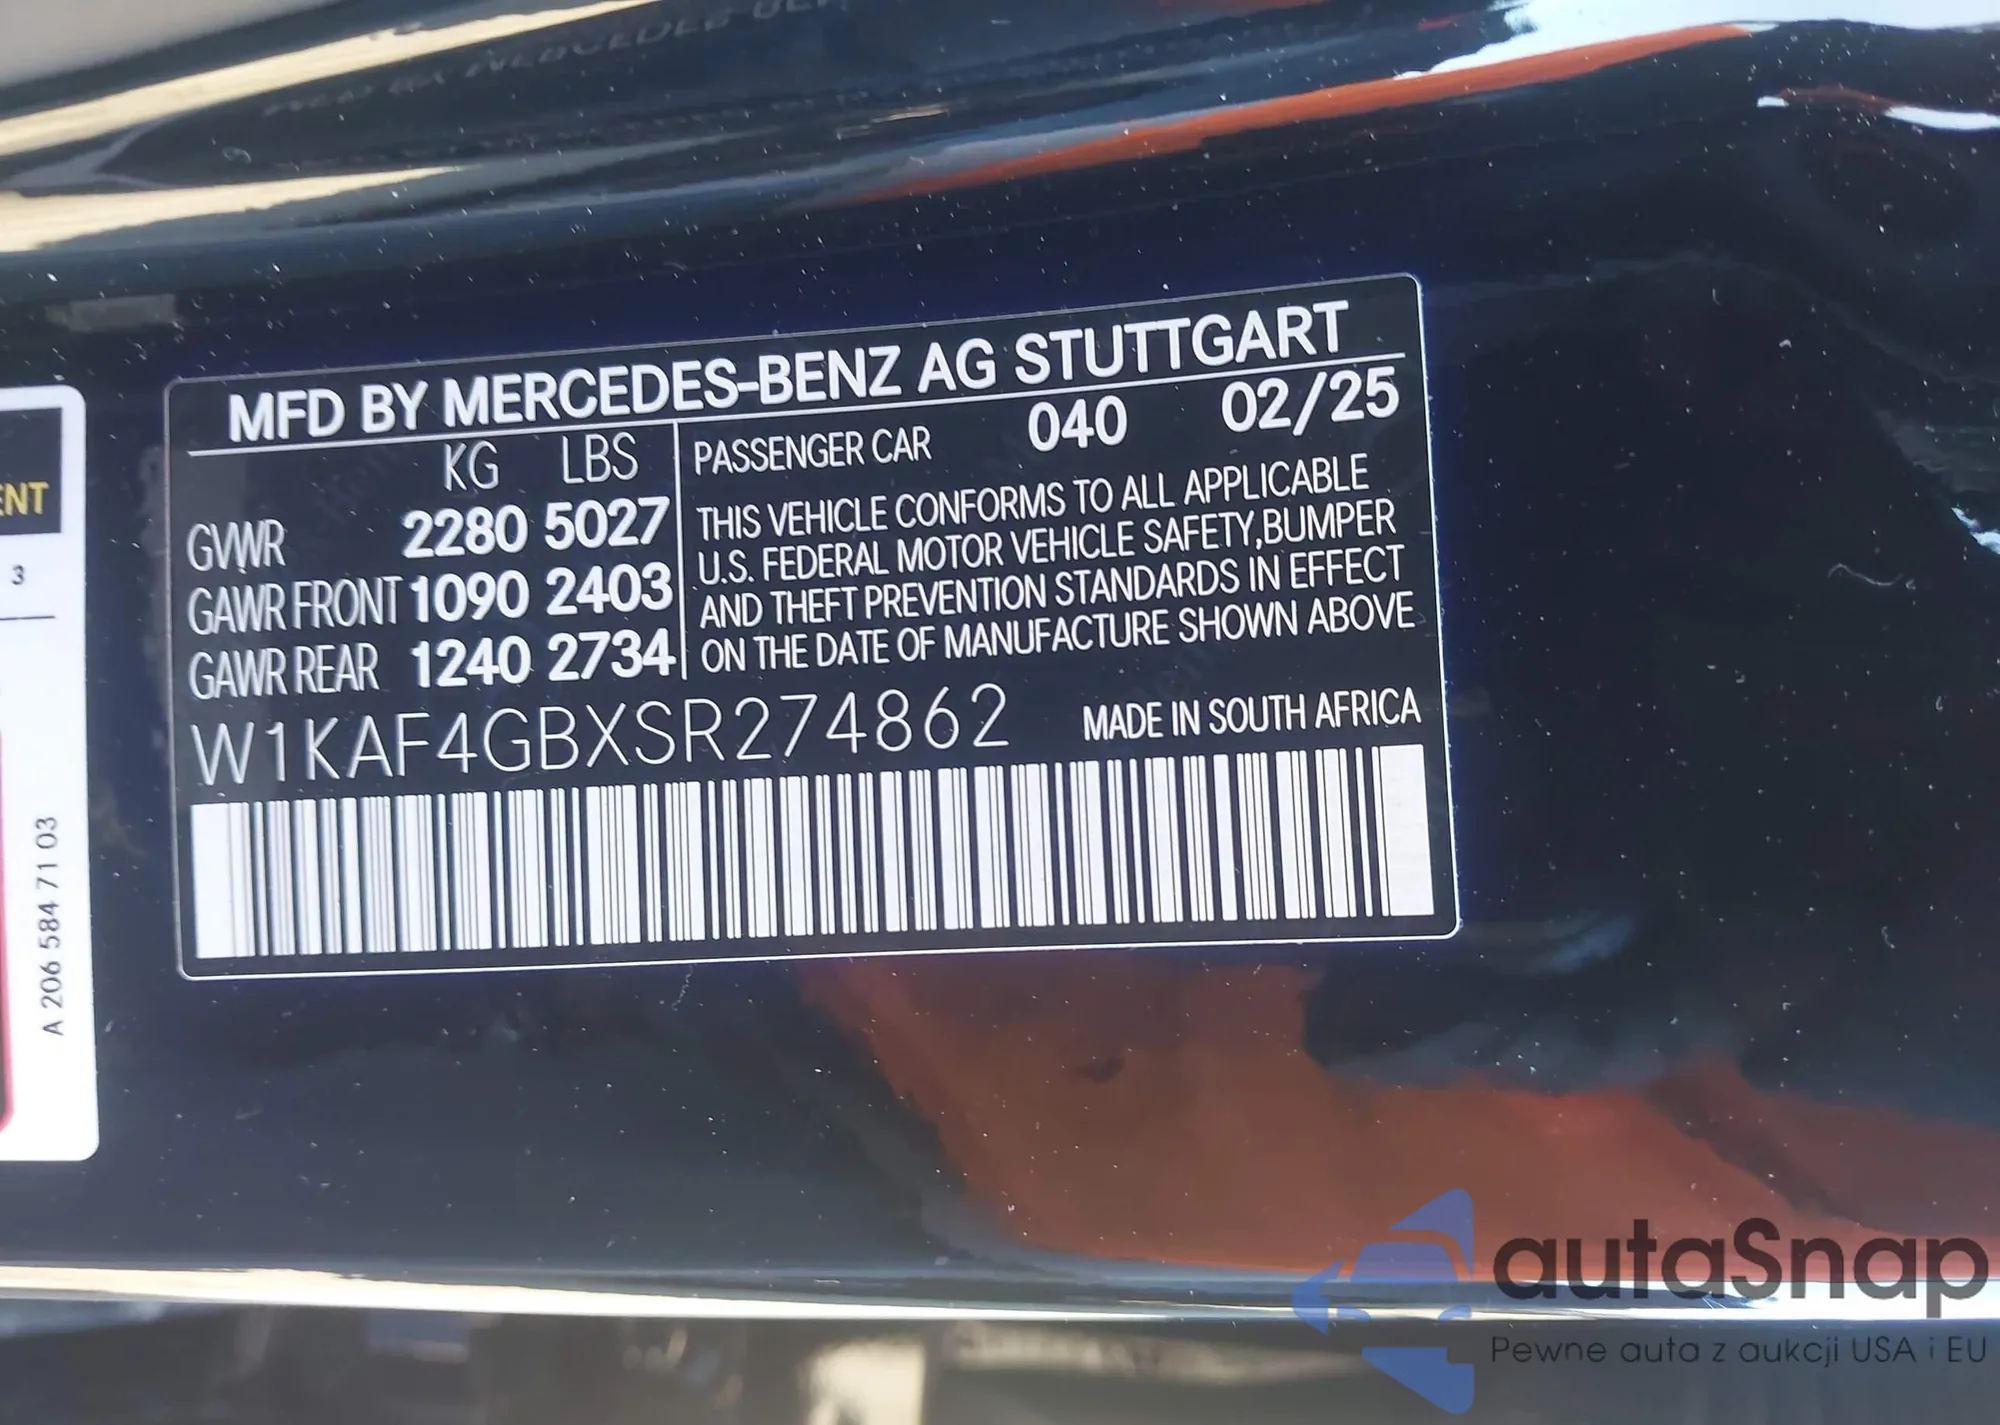 MFD BY MERCEDES-BENZ AG STUTTGART
KG LBS
GVWR 2280 5027
GAWR FRONT 1090 2403
GAWR REAR 1240 2734
PASSENGER CAR 040 02/25
THIS VEHICLE CONFORMS TO ALL APPLICABLE
U.S. FEDERAL MOTOR VEHICLE SAFETY,BUMPER
AND THEFT PREVENTION STANDARDS IN EFFECT
ON THE DATE OF MANUFACTURE SHOWN ABOVE
W1KAF4GBXSR274862 MADE IN SOUTH AFRICA
ENT
3
A 206 584 71 03
autaSnap
Pewne auta z aukcji USA i EU